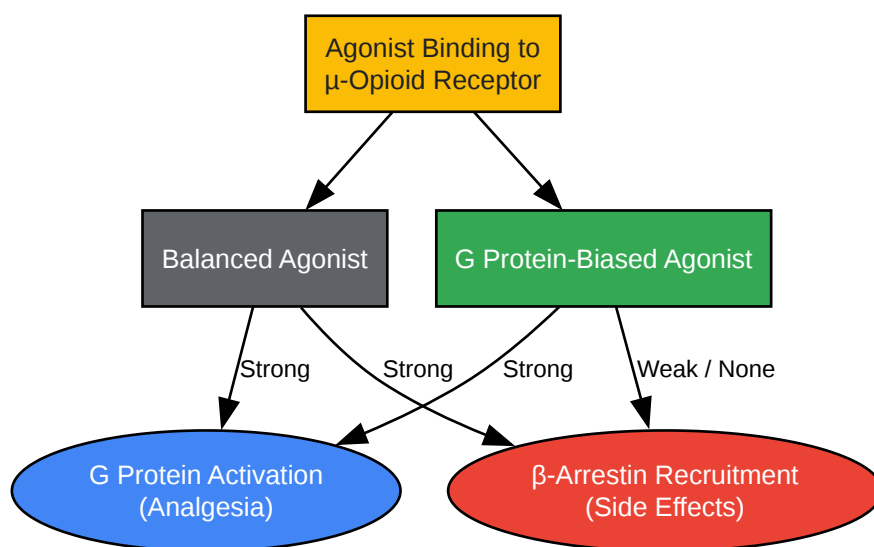 Agonist Binding to
µ-Opioid Receptor
Balanced Agonist
G Protein-Biased Agonist
Strong
Strong
Strong
Weak / None
G Protein Activation
(Analgesia)
β-Arrestin Recruitment
(Side Effects)